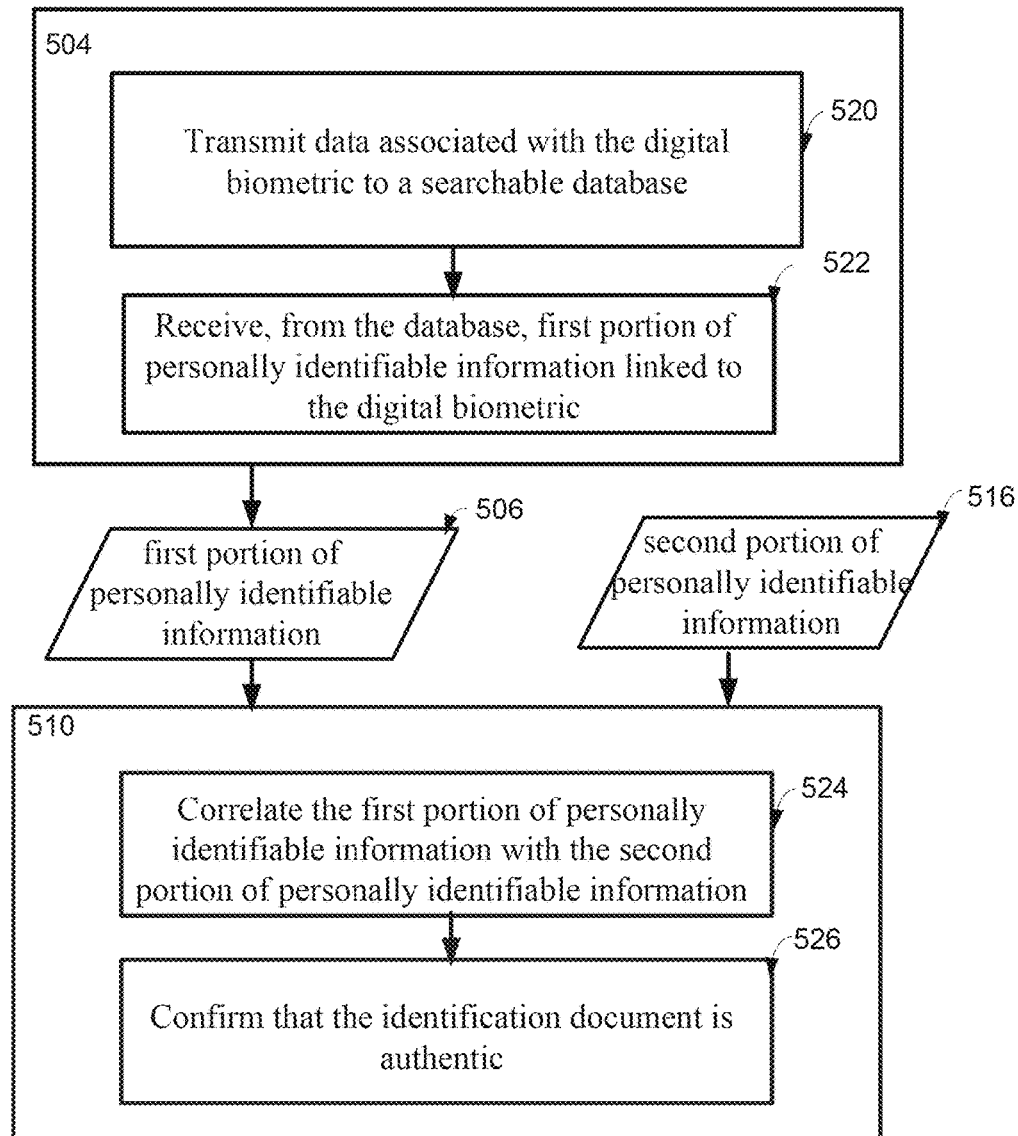 504
520
Transmit data associated with the digital
biometric to a searchable database
522
Receive, from the database, first portion of
personally identifiable information linked to
the digital biometric
506
first portion of
personally identifiable
information
516
second portion of
personally identifiable
information
510
524
Correlate the first portion of personally
identifiable information with the second
portion of personally identifiable information
526
Confirm that the identification document is
authentic